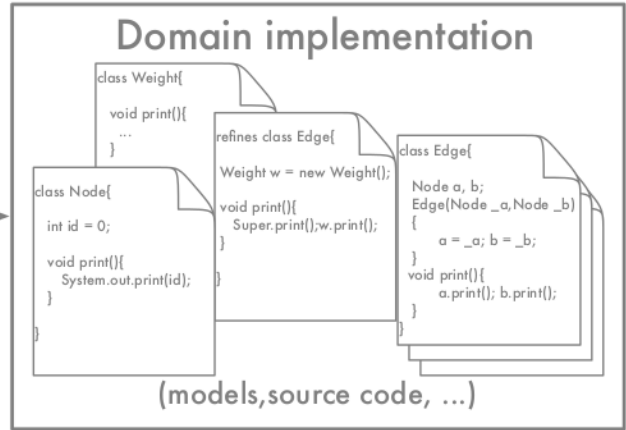 Domain implementation
class Weight{
void print(){
...
}
class Node{
int id = 0;
void print(){
System.out.print(id);
}
}
refines class Edge{
Weight w = new Weight();
void print(){
Super.print();w.print();
}
}
class Edge{
Node a, b;
Edge(Node _a,Node _b)
{
a = _a; b = _b;
}
void print(){
a.print(); b.print();
}
}
(models,source code, ...)